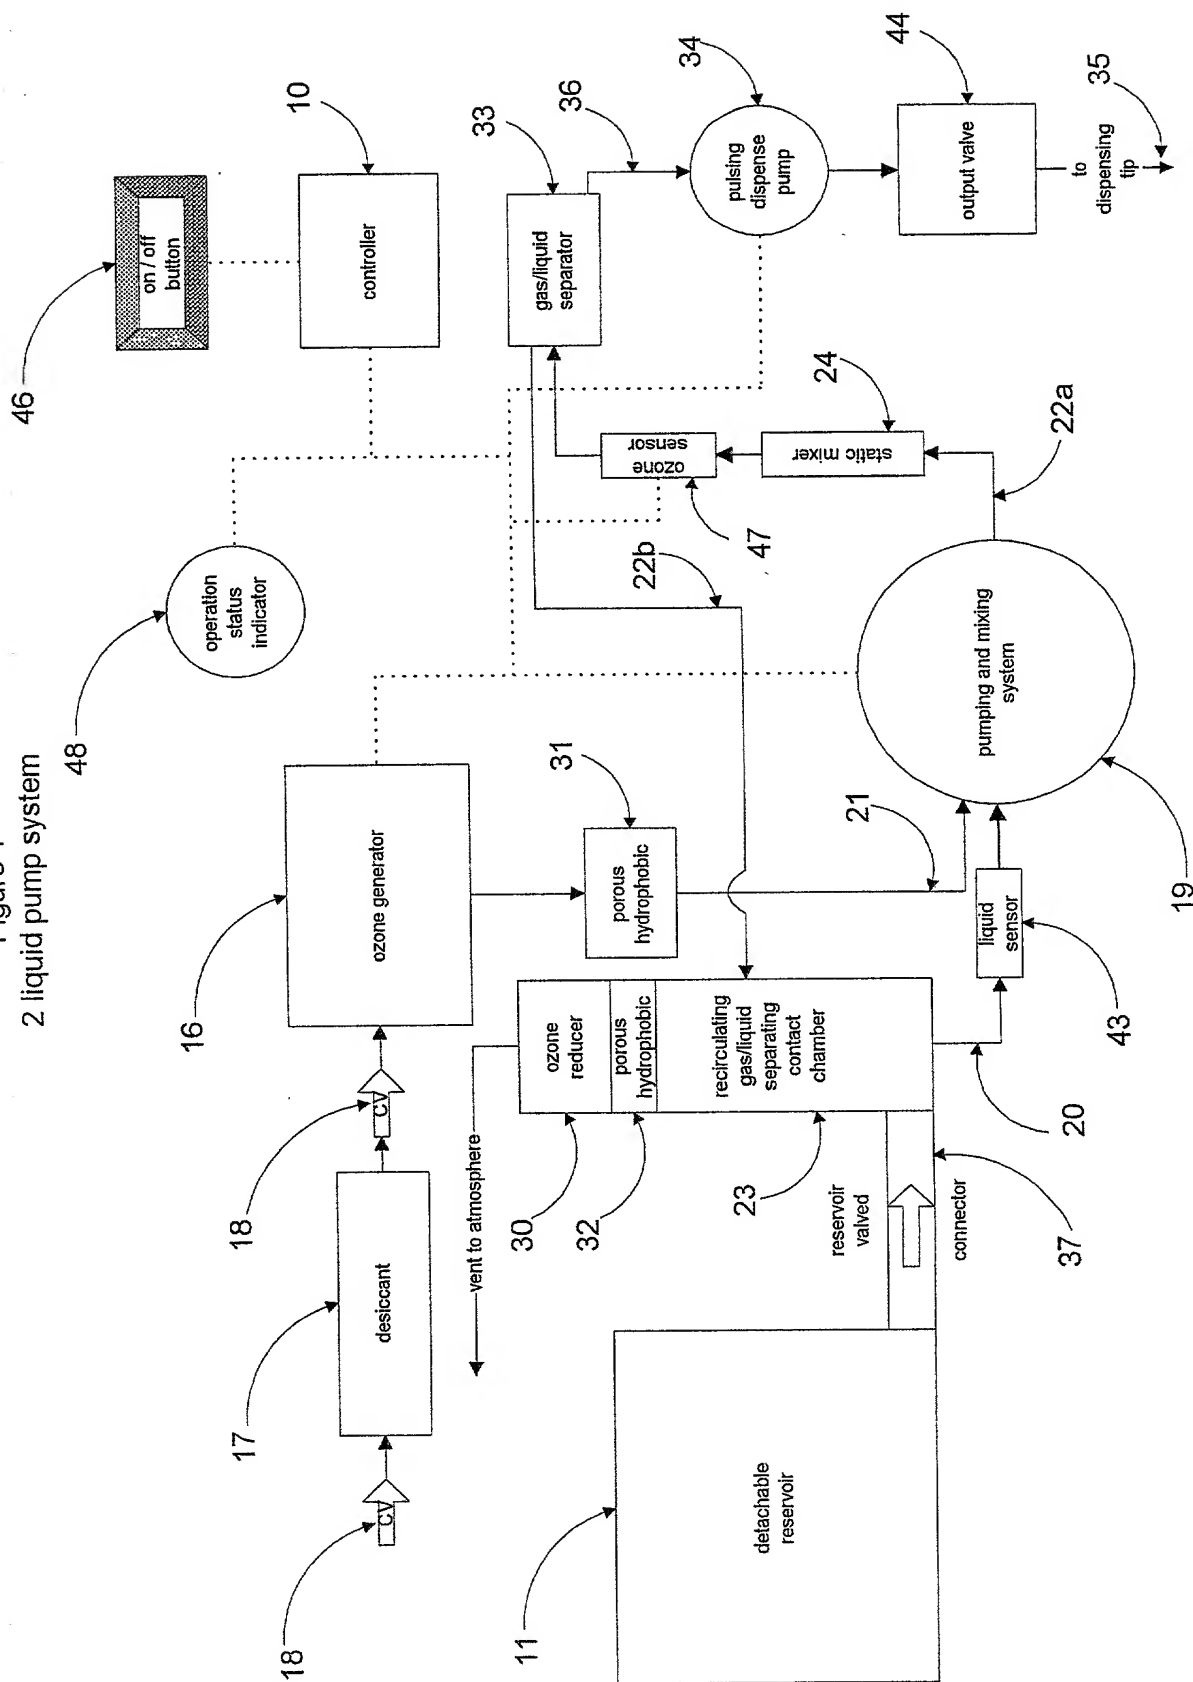 2 liquid pump system
46
on / off
button
10
controller
48
operation
status
indicator
33
gas/liquid
separator
36
34
pulsing
dispense
pump
44
output valve
35
to
dispensing
tip
16
ozone generator
18
CV
17
desiccant
18
CV
31
porous
hydrophobic
22b
ozone
sensor
47
static mixer
24
22a
pumping and mixing
system
19
21
liquid
sensor
43
20
vent to atmosphere
ozone
reducer
30
porous
hydrophobic
32
recirculating
gas/liquid
separating
contact
chamber
23
reservoir
valved
connector
37
11
detachable
reservoir